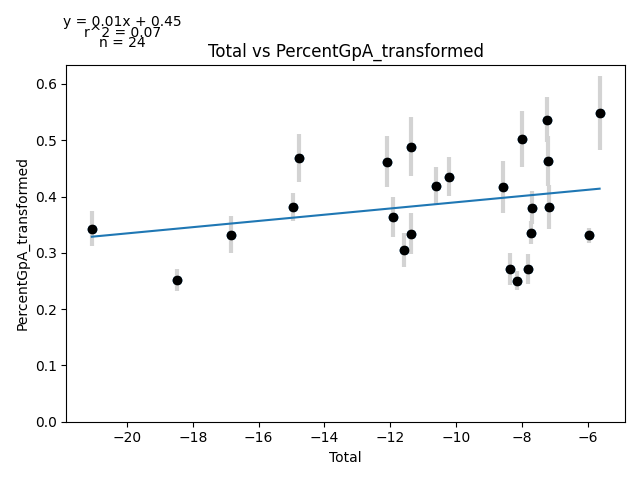 y = 0.01x + 0.45
r^2 = 0.07
n = 24
Total vs PercentGpA_transformed
PercentGpA_transformed
0.6
0.5
0.4
0.3
0.2
0.1
0.0
−20 −18 −16 −14 −12 −10 −8 −6
Total